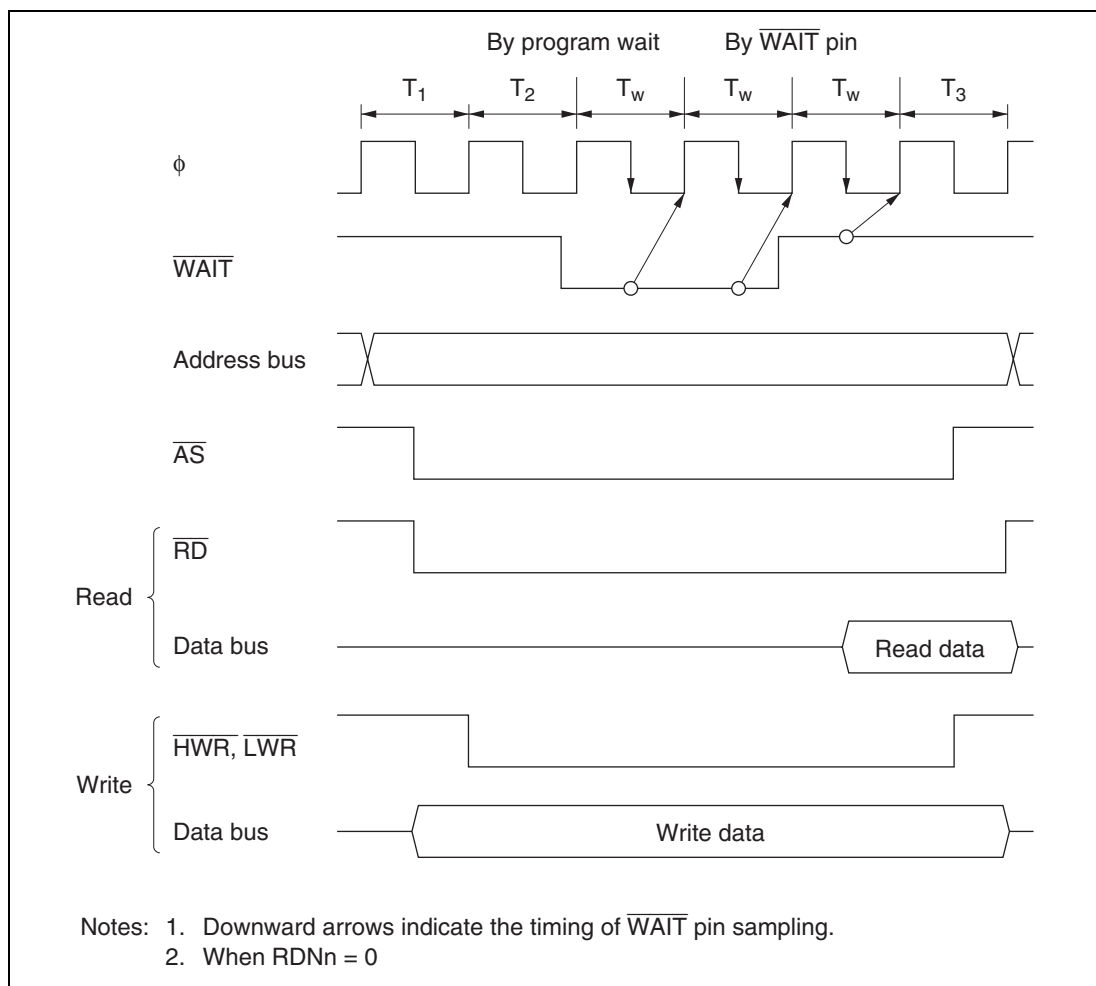 By program wait By WAIT pin
T1 T2 Tw Tw Tw T3
ϕ
WAIT
Address bus
AS
RD
Read
Data bus Read data
HWR, LWR
Write
Data bus Write data
Notes: 1. Downward arrows indicate the timing of WAIT pin sampling.
2. When RDNn = 0